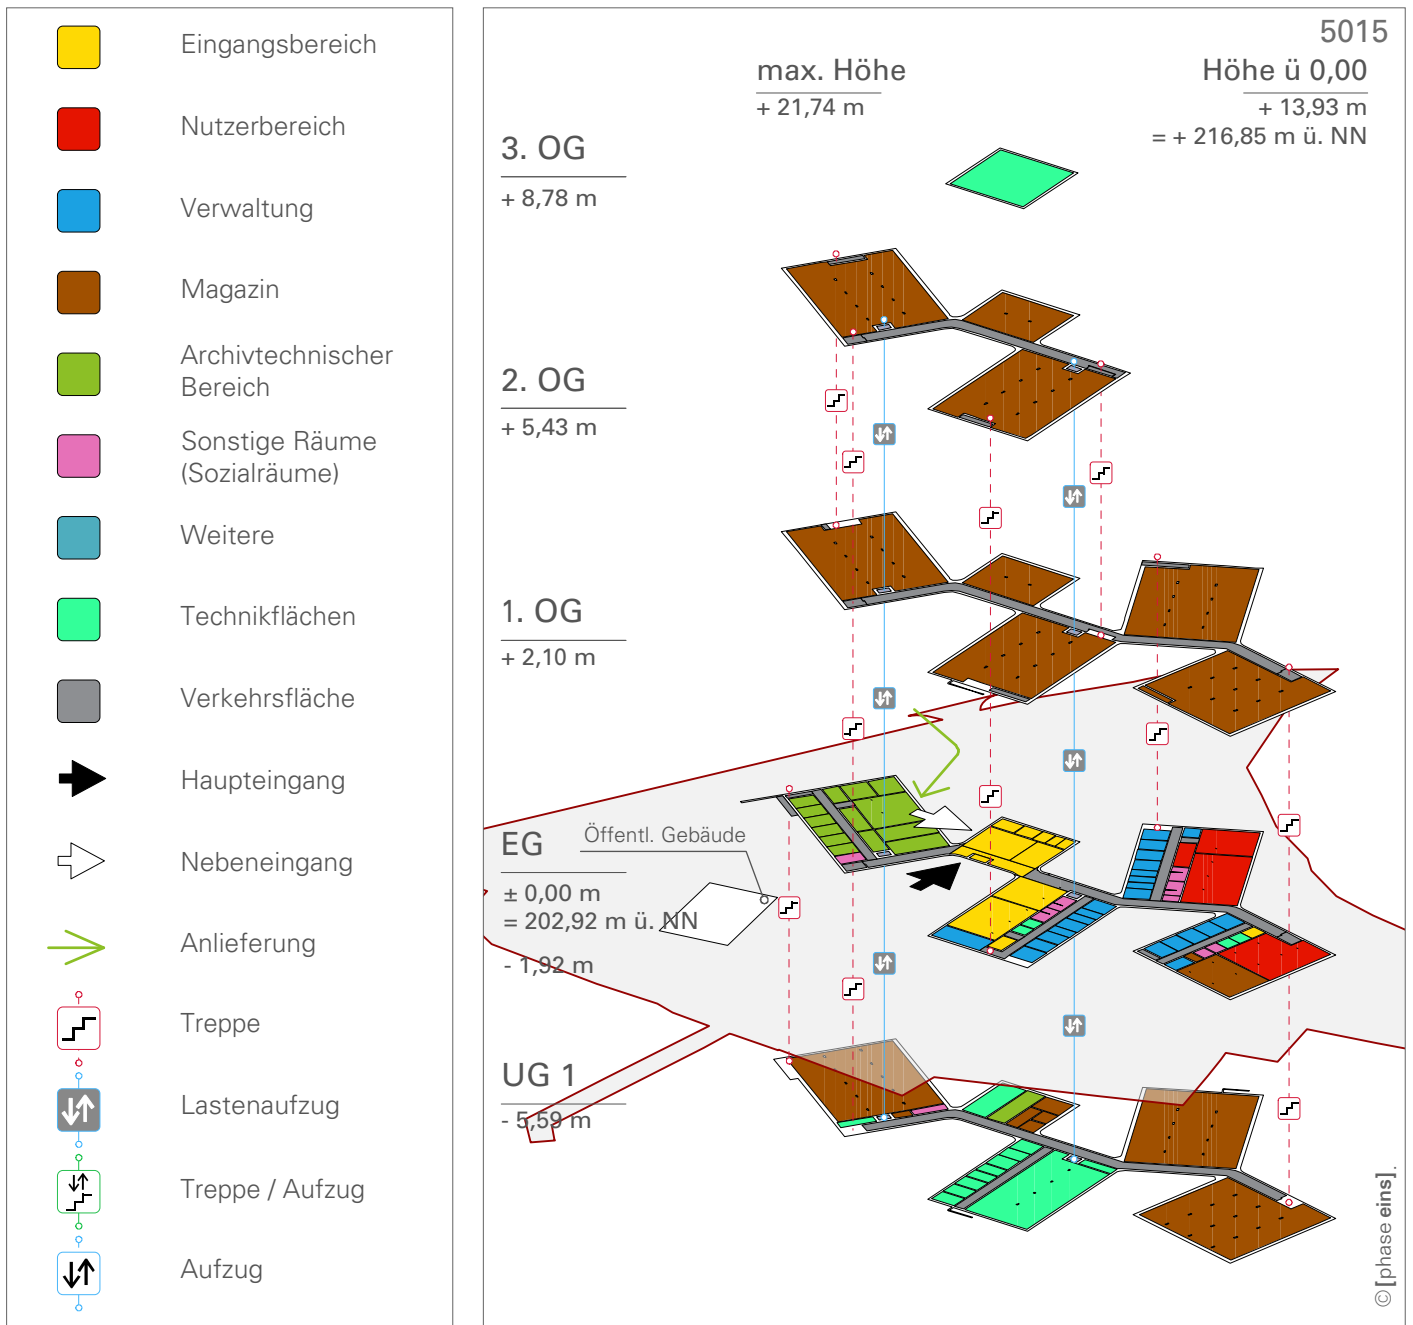 Eingangsbereich
Nutzerbereich
Verwaltung
Magazin
Archivtechnischer
Bereich
Sonstige Räume
(Sozialräume)
Weitere
Technikflächen
Verkehrsfläche
Haupteingang
Nebeneingang
Anlieferung
Treppe
Lastenaufzug
Treppe / Aufzug
Aufzug
5015
max. Höhe
+ 21,74 m
Höhe ü 0,00
+ 13,93 m
= + 216,85 m ü. NN
3. OG
+ 8,78 m
2. OG
+ 5,43 m
1. OG
+ 2,10 m
EG
Öffentl. Gebäude
± 0,00 m
= 202,92 m ü. NN
- 1,92 m
UG 1
- 5,59 m
© [phase eins].